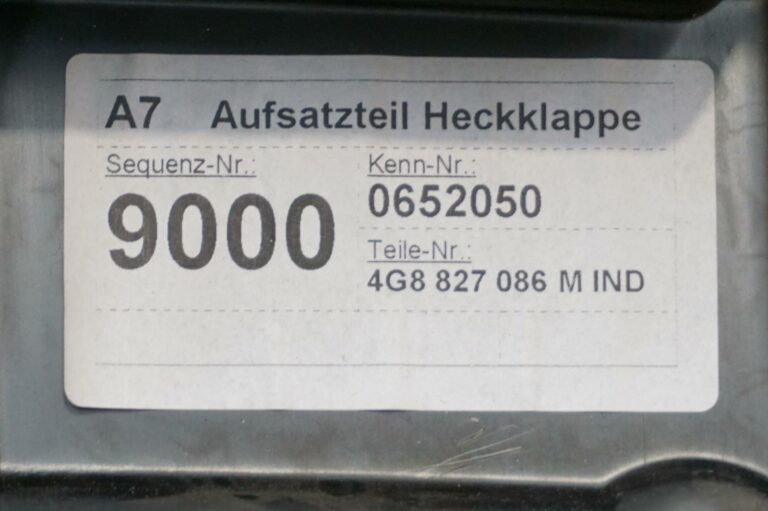 A7 Aufsatzteil Heckklappe
Sequenz-Nr.:
9000
Kenn-Nr.:
0652050
Teile-Nr.:
4G8 827 086 M IND